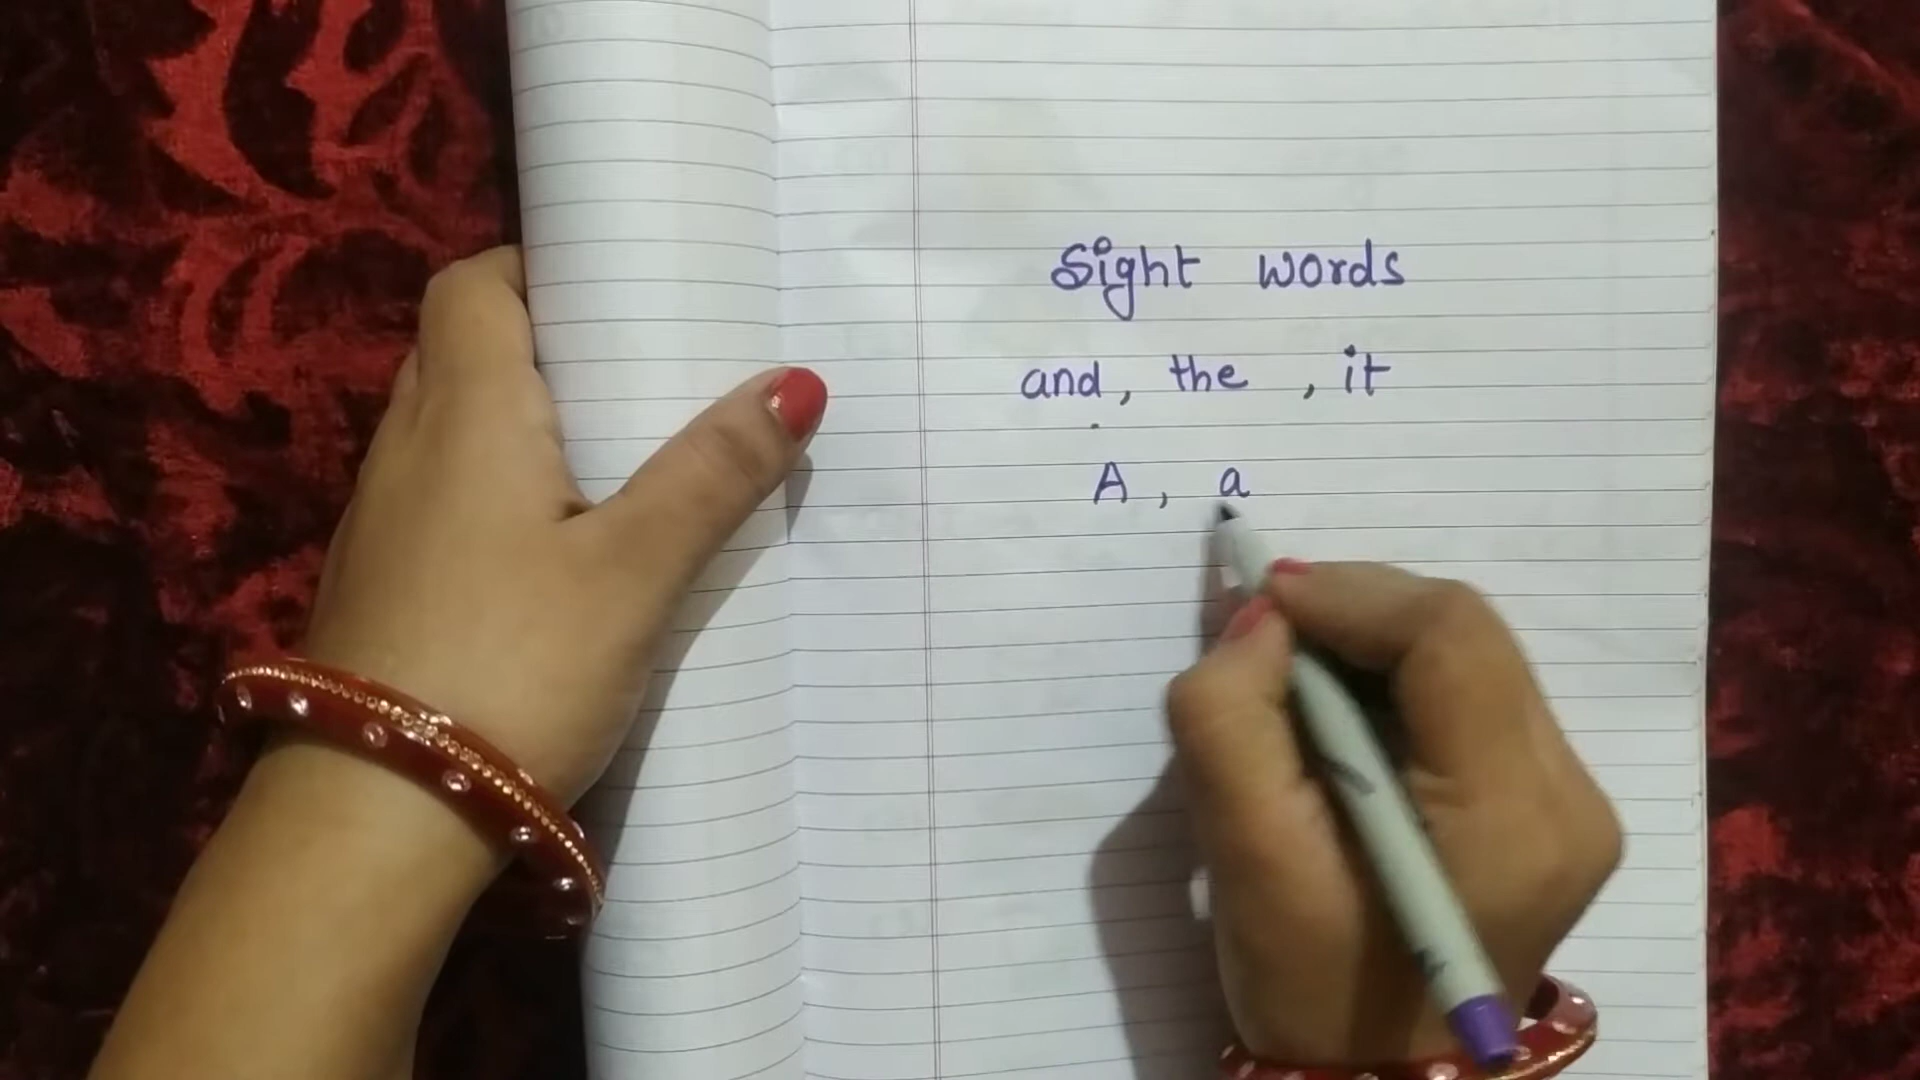 Sight words
and, the , it
A , a